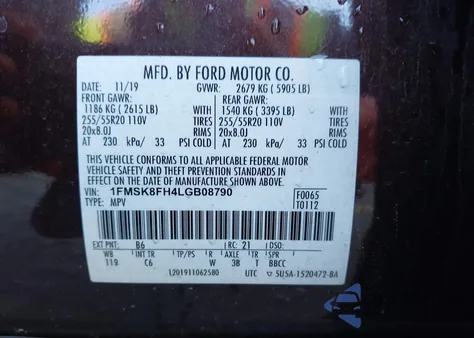 MFD. BY FORD MOTOR CO.
DATE: 11/19 GVWR: 2679 KG ( 5905 LB)
FRONT GAWR: REAR GAWR:
1186 KG ( 2615 LB) WITH 1540 KG ( 3395 LB) WITH
255/55R20 110V TIRES 255/55R20 110V TIRES
20x8.0J RIMS 20x8.0J RIMS
AT 230 kPa/ 33 PSI COLD AT 230 kPa/ 33 PSI COLD
THIS VEHICLE CONFORMS TO ALL APPLICABLE FEDERAL MOTOR
VEHICLE SAFETY AND THEFT PREVENTION STANDARDS IN
EFFECT ON THE DATE OF MANUFACTURE SHOWN ABOVE.
VIN: 1FMSK8FH4LGB08790 F0065
TYPE: MPV T0112
EXT PNT: B6 RC: 21 DSO:
WB INT TR TP/PS R AXLE TR SPR
119 C6 W 3B T BBCC
L201911062580 UTC 5U5A-1520472-BA